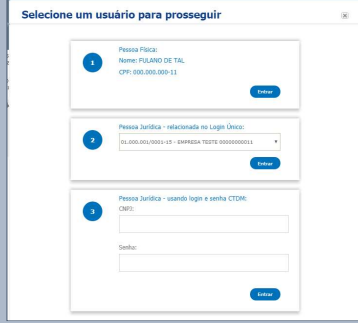 Selecione um usuário para prosseguir
1
Pessoa Física:
Nome: FULANO DE TAL
CPF: 000.000.000-11
Entrar
2
Pessoa Jurídica - relacionada no Login Único:
01.000.001/0001-15 - EMPRESA TESTE 00000000011
Entrar
3
Pessoa Jurídica - usando login e senha CTDM:
CNPJ:
Senha:
Entrar